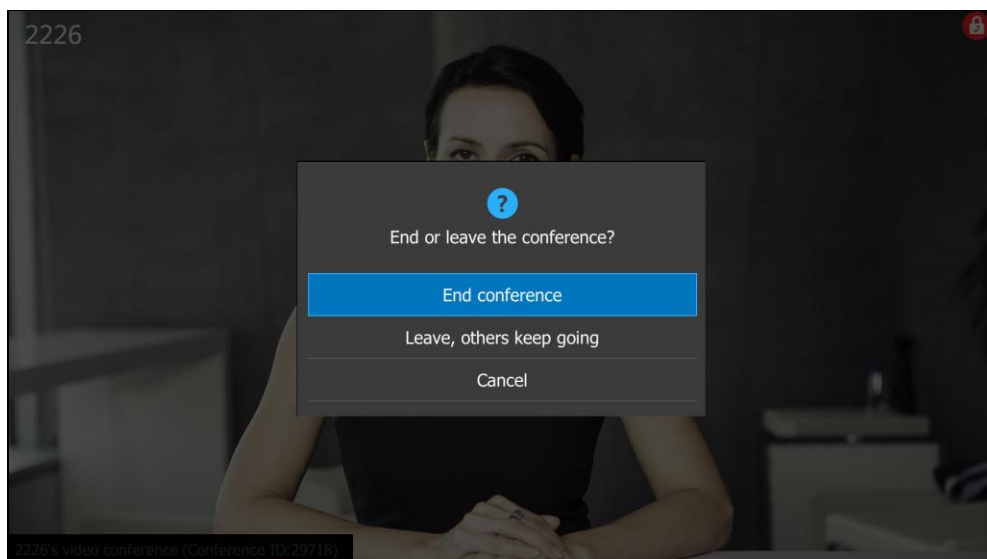 2226
?
End or leave the conference?
End conference
Leave, others keep going
Cancel
2226's video conference (Conference ID:29718)